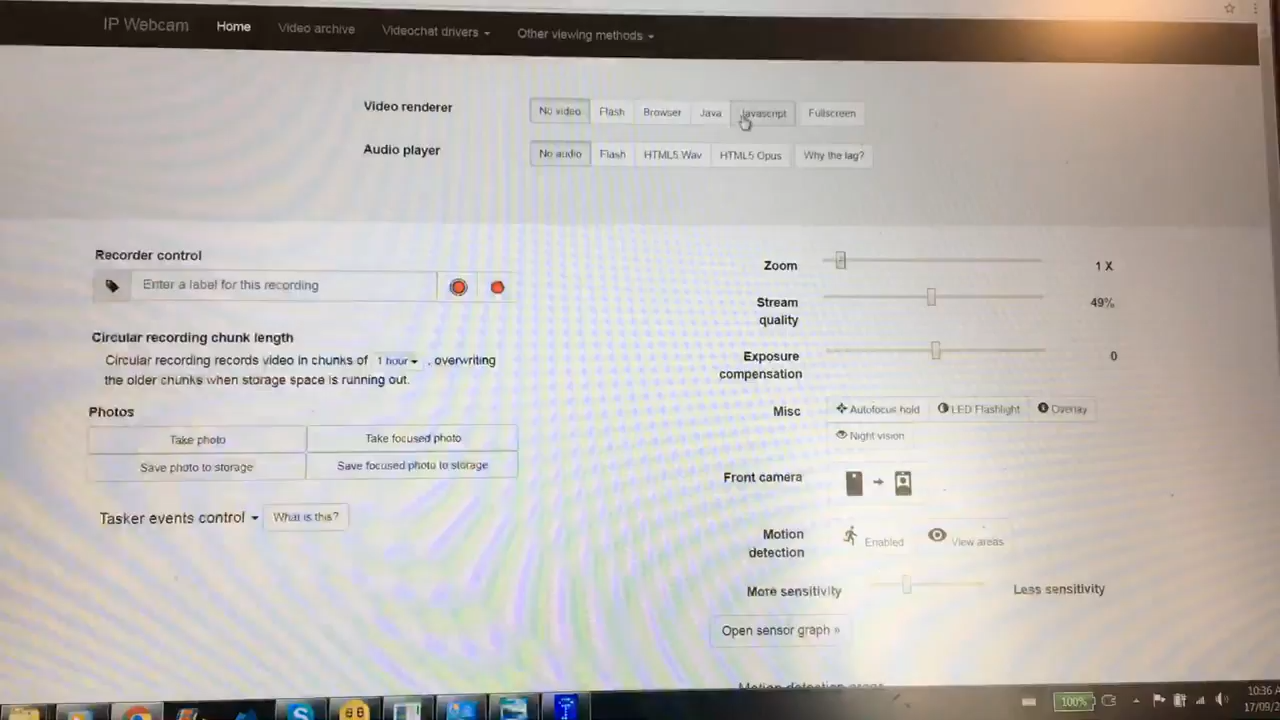 IP Webcam Home Video archive Videochat drivers Other viewing methods
Video renderer No video Flash Browser Java Javascript Fullscreen
Audio player No audio Flash HTML5 Wav HTML5 Opus Why the lag?
Recorder control
Enter a label for this recording
Circular recording chunk length
Circular recording records video in chunks of 1 hour , overwriting
the older chunks when storage space is running out.
Photos
Take photo Take focused photo
Save photo to storage Save focused photo to storage
Tasker events control What is this?
Zoom 1 X
Stream
quality 49%
Exposure
compensation 0
Misc Autofocus hold LED Flashlight Overlay
Night vision
Front camera
Motion
detection Enabled View areas
More sensitivity Less sensitivity
Open sensor graph »
100% 10:36
17/09/2